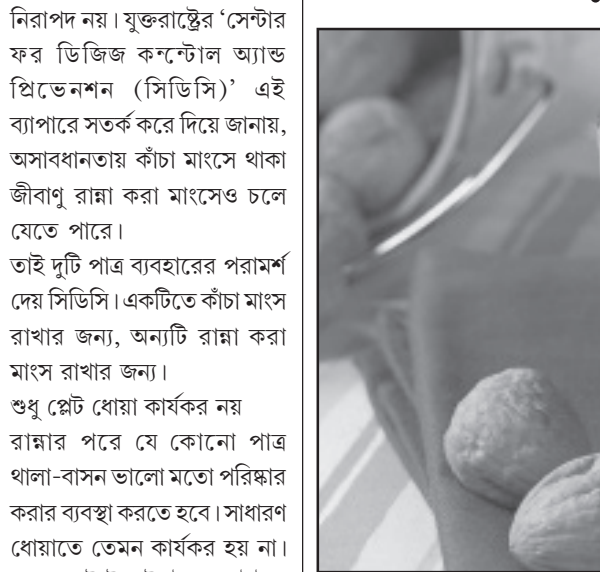 নিরাপদ নয়। যুক্তরাষ্ট্রের ‘সেন্টার
ফর ডিজিজ কন্টোল অ্যান্ড
প্রিভেনশন (সিডিসি)’ এই
ব্যাপারে সতর্ক করে দিয়ে জানায়,
অসাবধানতায় কাঁচা মাংসে থাকা
জীবাণু রান্না করা মাংসেও চলে
যেতে পারে।
তাই দুটি পাত্র ব্যবহারের পরামর্শ
দেয় সিডিসি। একটিতে কাঁচা মাংস
রাখার জন্য, অন্যটি রান্না করা
মাংস রাখার জন্য।
শুধু প্লেট ধোয়া কার্যকর নয়
রান্নার পরে যে কোনো পাত্র
থালা-বাসন ভালো মতো পরিষ্কার
করার ব্যবস্থা করতে হবে। সাধারণ
ধোয়াতে তেমন কার্যকর হয় না।